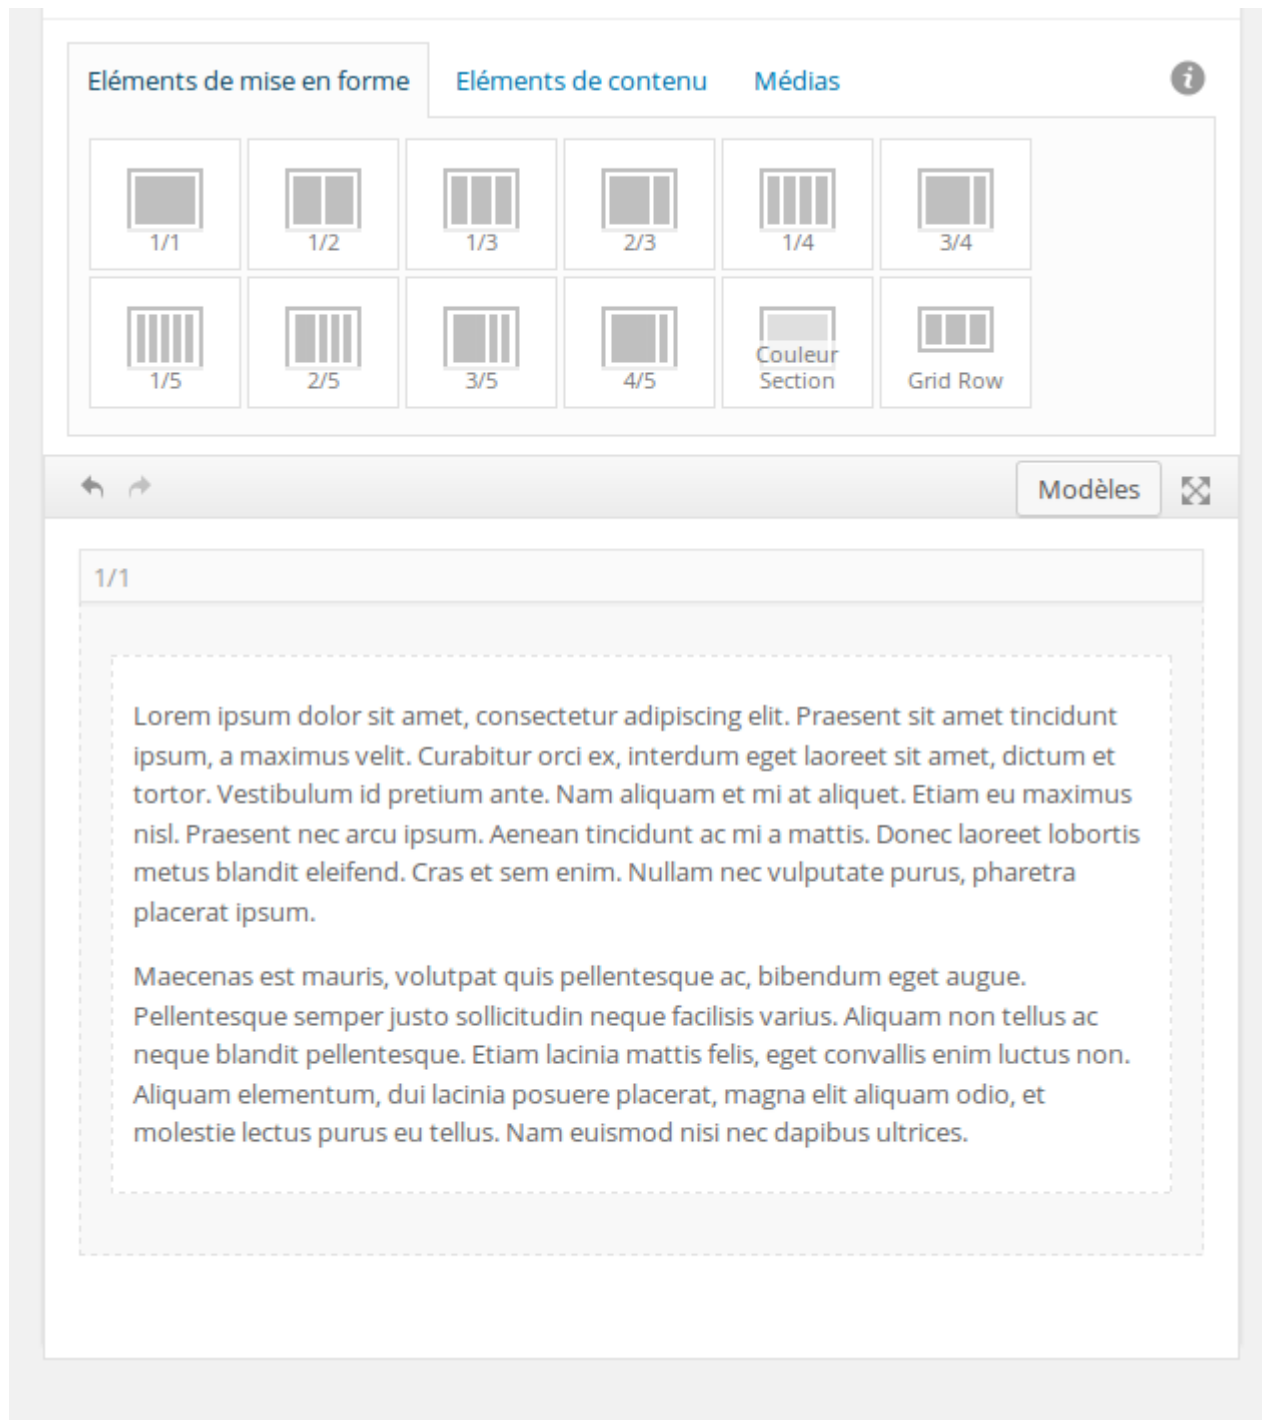 Eléments de mise en forme Eléments de contenu Médias
1/1 1/2 1/3 2/3 1/4 3/4
1/5 2/5 3/5 4/5 Couleur Section Grid Row
Modèles
1/1
Lorem ipsum dolor sit amet, consectetur adipiscing elit. Praesent sit amet tincidunt
ipsum, a maximus velit. Curabitur orci ex, interdum eget laoreet sit amet, dictum et
tortor. Vestibulum id pretium ante. Nam aliquam et mi at aliquet. Etiam eu maximus
nisl. Praesent nec arcu ipsum. Aenean tincidunt ac mi a mattis. Donec laoreet lobortis
metus blandit eleifend. Cras et sem enim. Nullam nec vulputate purus, pharetra
placerat ipsum.
Maecenas est mauris, volutpat quis pellentesque ac, bibendum eget augue.
Pellentesque semper justo sollicitudin neque facilisis varius. Aliquam non tellus ac
neque blandit pellentesque. Etiam lacinia mattis felis, eget convallis enim luctus non.
Aliquam elementum, dui lacinia posuere placerat, magna elit aliquam odio, et
molestie lectus purus eu tellus. Nam euismod nisi nec dapibus ultrices.